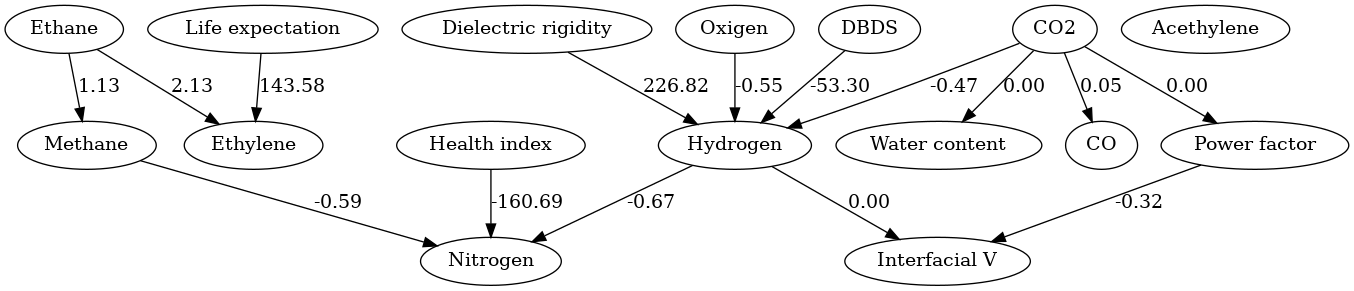 Ethane
Life expectation
Dielectric rigidity
Oxigen
DBDS
CO2
Acethylene
1.13
2.13
143.58
226.82
-0.55
-53.30
-0.47
0.00
0.05
0.00
Methane
Ethylene
Health index
Hydrogen
Water content
CO
Power factor
-0.59
-160.69
-0.67
0.00
-0.32
Nitrogen
Interfacial V